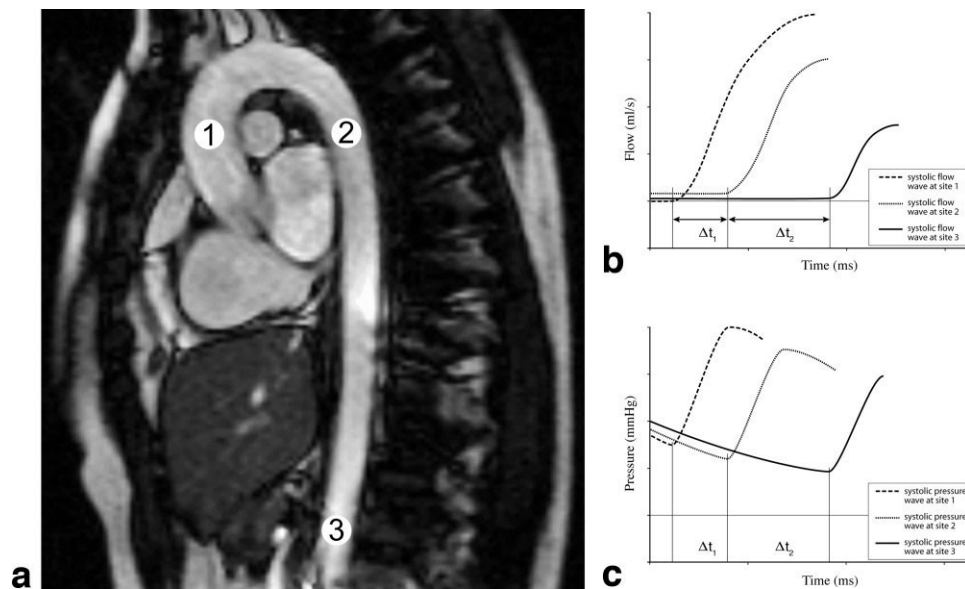 1
2
3
a
Flow (ml/s)
Δt1
Δt2
systolic flow
wave at site 1
systolic flow
wave at site 2
systolic flow
wave at site 3
Time (ms)
b
Pressure (mmHg)
Δt1
Δt2
systolic pressure
wave at site 1
systolic pressure
wave at site 2
systolic pressure
wave at site 3
Time (ms)
c